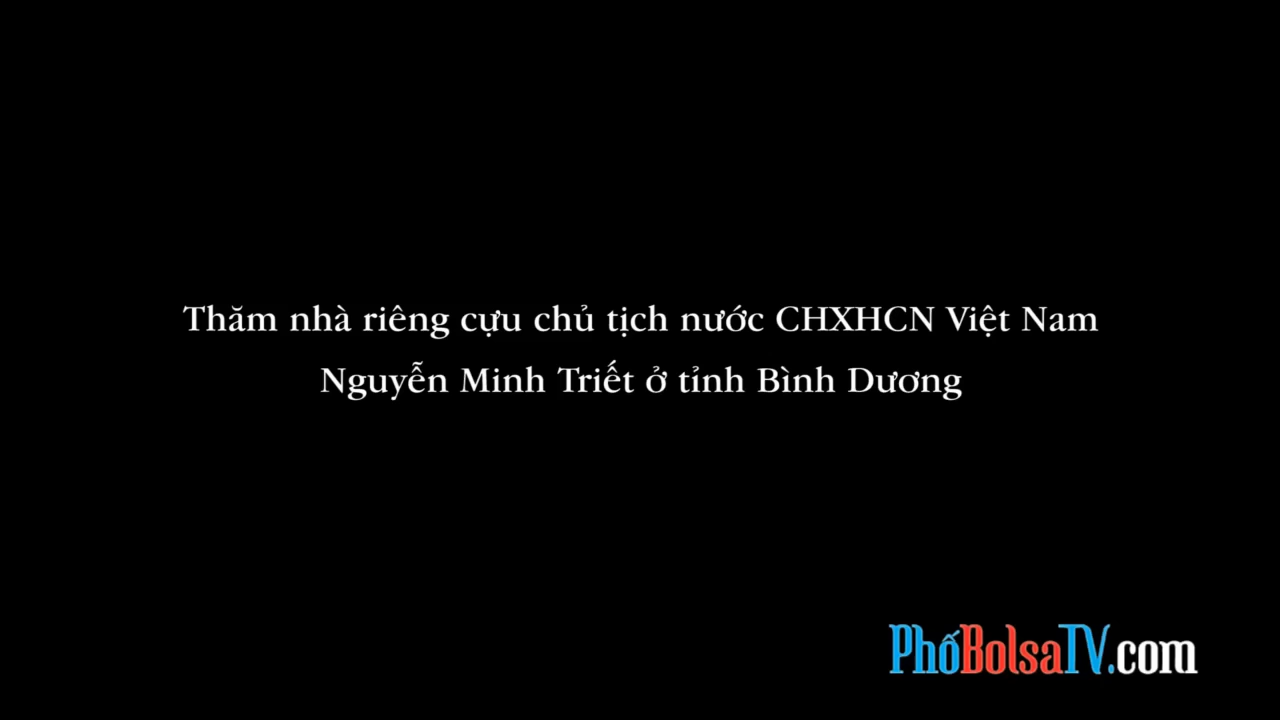 Thăm nhà riêng cựu chủ tịch nước CHXHCN Việt Nam
Nguyễn Minh Triết ở tỉnh Bình Dương
PhốBolsaTV.com